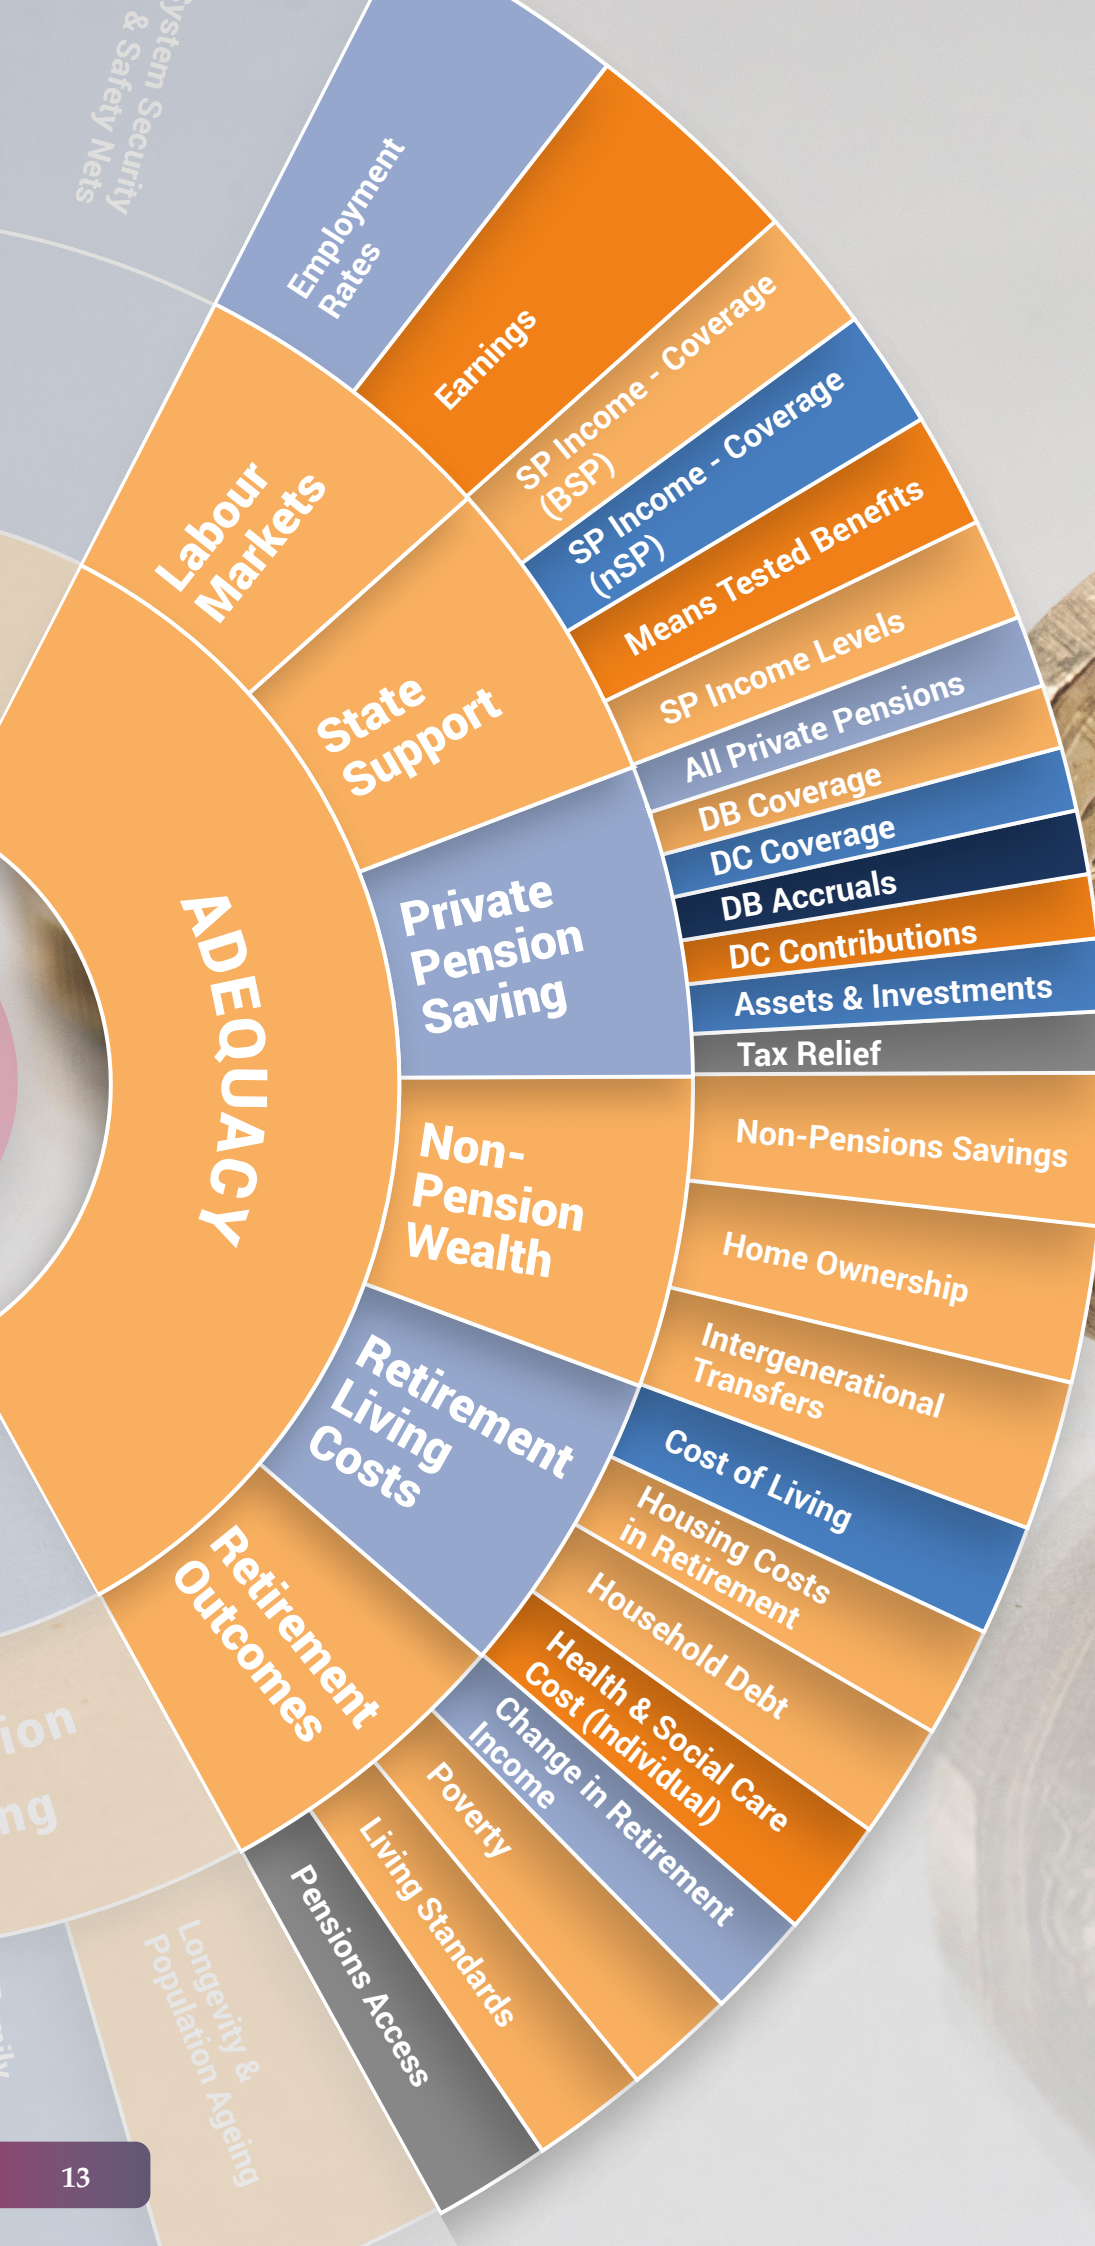 System Security
& Safety Nets
Employment
Rates
Earnings
SP Income - Coverage
(BSP)
SP Income - Coverage
(nSP)
Means Tested Benefits
SP Income Levels
All Private Pensions
DB Coverage
DC Coverage
DB Accruals
DC Contributions
Assets & Investments
Tax Relief
Non-Pensions Savings
Home Ownership
Intergenerational
Transfers
Cost of Living
Housing Costs
in Retirement
Household Debt
Health & Social Care
Cost (Individual)
Change in Retirement
Income
Poverty
Living Standards
Pensions Access
Labour
Markets
State
Support
Private
Pension
Saving
Non-
Pension
Wealth
Retirement
Living
Costs
Retirement
Outcomes
ADEQUACY
ion
ng
Longevity &
Population Ageing
13